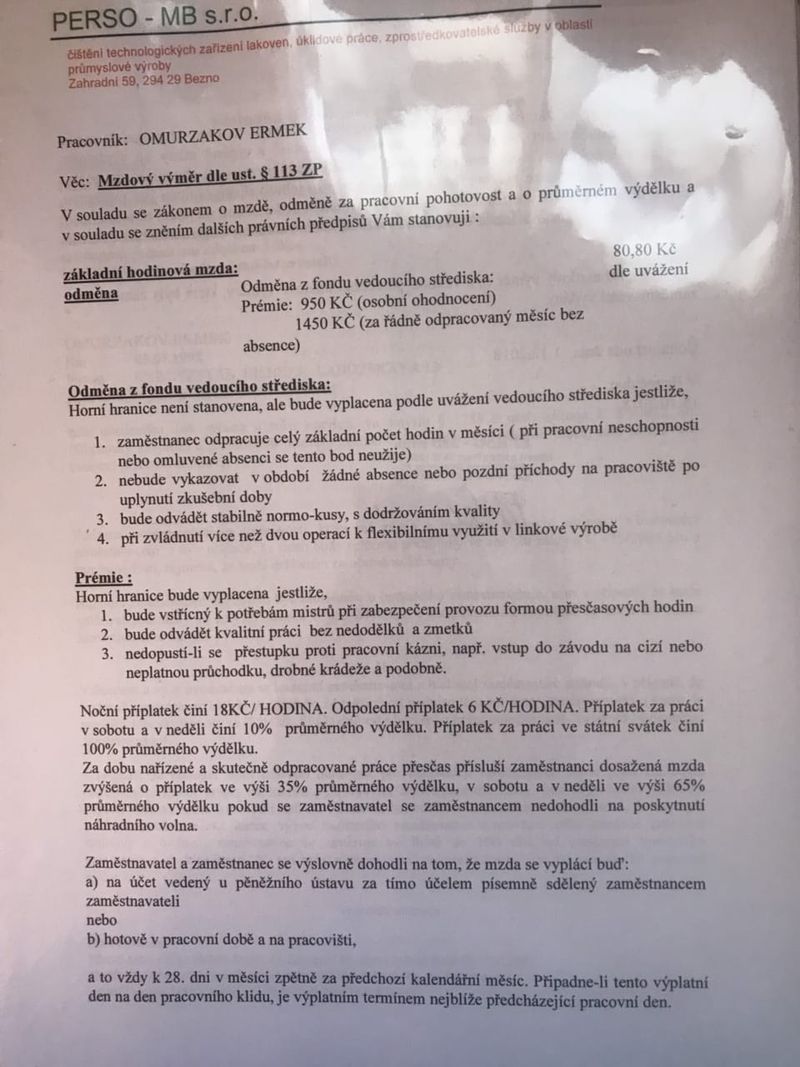 PERSO - MB s.r.o.
čištění technologických zařízení lakoven, úklidové práce, zprostředkovatelské služby v oblasti
průmyslové výroby
Zahradní 59, 294 29 Bezno
Pracovník: OMURZAKOV ERMEK
Věc: Mzdový výměr dle ust. § 113 ZP
V souladu se zákonem o mzdě, odměně za pracovní pohotovost a o průměrném výdělku a
v souladu se zněním dalších právních předpisů Vám stanovuji :
základní hodinová mzda: 80,80 Kč
odměna Odměna z fondu vedoucího střediska: dle uvážení
Prémie: 950 KČ (osobní ohodnocení)
1450 KČ (za řádně odpracovaný měsíc bez
absence)
Odměna z fondu vedoucího střediska:
Horní hranice není stanovena, ale bude vyplacena podle uvážení vedoucího střediska jestliže,
1. zaměstnanec odpracuje celý základní počet hodin v měsíci ( při pracovní neschopnosti
nebo omluvené absenci se tento bod neužije)
2. nebude vykazovat v období žádné absence nebo pozdní příchody na pracoviště po
uplynutí zkušební doby
3. bude odvádět stabilně normo-kusy, s dodržováním kvality
4. při zvládnutí více než dvou operací k flexibilnímu využití v linkové výrobě
Prémie :
Horní hranice bude vyplacena jestliže,
1. bude vstřícný k potřebám mistrů při zabezpečení provozu formou přesčasových hodin
2. bude odvádět kvalitní práci bez nedodělků a zmetků
3. nedopustí-li se přestupku proti pracovní kázni, např. vstup do závodu na cizí nebo
neplatnou průchodku, drobné krádeže a podobně.
Noční příplatek činí 18KČ/ HODINA. Odpolední příplatek 6 KČ/HODINA. Příplatek za práci
v sobotu a v neděli činí 10% průměrného výdělku. Příplatek za práci ve státní svátek činí
100% průměrného výdělku.
Za dobu nařízené a skutečně odpracované práce přesčas přísluší zaměstnanci dosažená mzda
zvýšená o příplatek ve výši 35% průměrného výdělku, v sobotu a v neděli ve výši 65%
průměrného výdělku pokud se zaměstnavatel se zaměstnancem nedohodli na poskytnutí
náhradního volna.
Zaměstnavatel a zaměstnanec se výslovně dohodli na tom, že mzda se vyplácí buď:
a) na účet vedený u pěněžního ústavu za tímo účelem písemně sdělený zaměstnancem
zaměstnavateli
nebo
b) hotově v pracovní době a na pracovišti,
a to vždy k 28. dni v měsíci zpětně za předchozí kalendářní měsíc. Připadne-li tento výplatní
den na den pracovního klidu, je výplatním termínem nejblíže předcházející pracovní den.